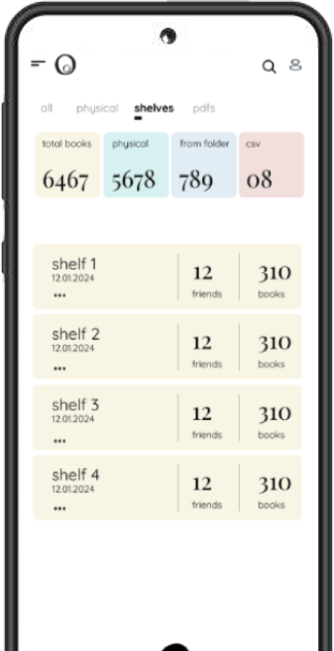 all physical shelves pdfs
total books physical from folder csv
6467 5678 789 08
shelf 1 12 310
12.01.2024 friends books
shelf 2 12 310
12.01.2024 friends books
shelf 3 12 310
12.01.2024 friends books
shelf 4 12 310
12.01.2024 friends books